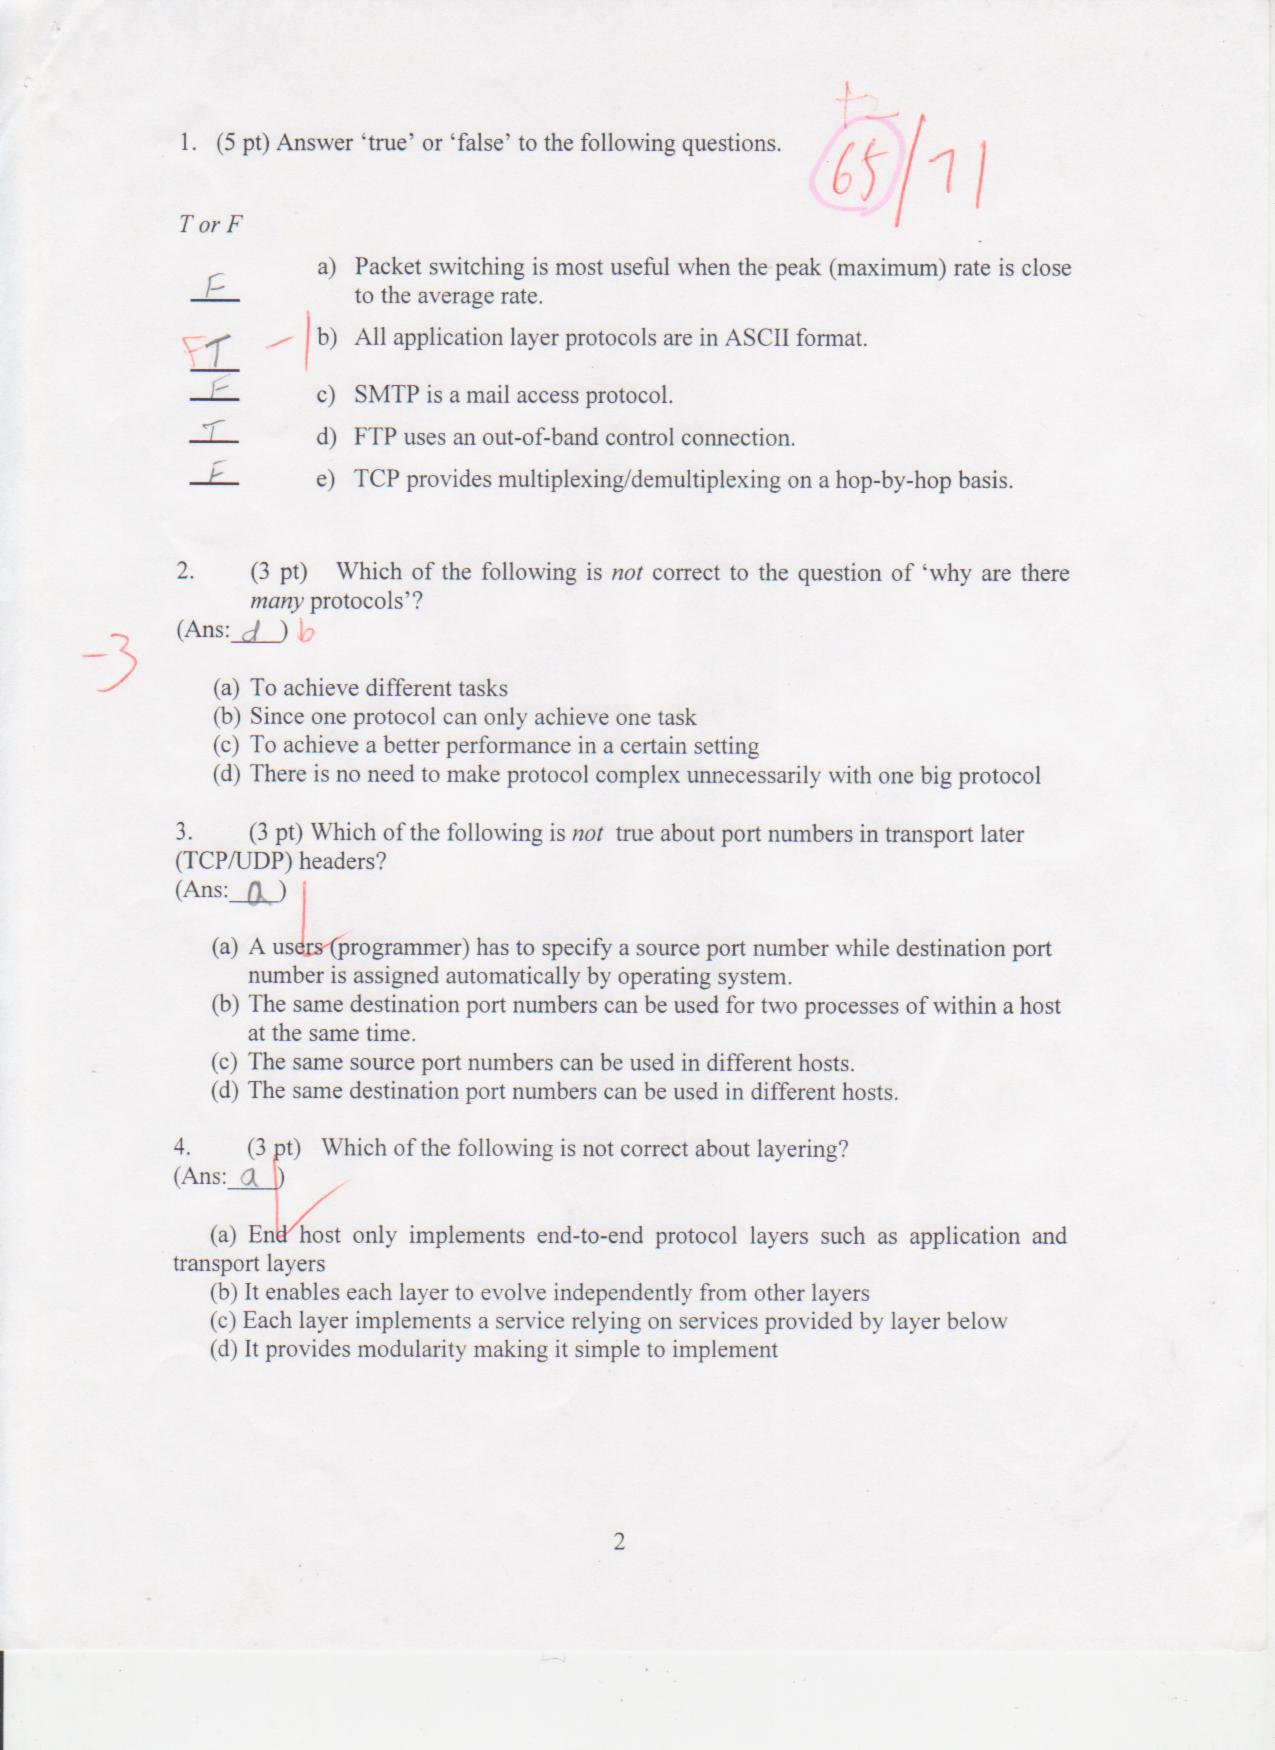 +2
1. (5 pt) Answer ‘true’ or ‘false’ to the following questions.
65/71
T or F
F a) Packet switching is most useful when the peak (maximum) rate is close
to the average rate.
F T -1 b) All application layer protocols are in ASCII format.
F c) SMTP is a mail access protocol.
T d) FTP uses an out-of-band control connection.
F e) TCP provides multiplexing/demultiplexing on a hop-by-hop basis.
2. (3 pt) Which of the following is not correct to the question of ‘why are there
many protocols’?
(Ans: d ) b
-3
(a) To achieve different tasks
(b) Since one protocol can only achieve one task
(c) To achieve a better performance in a certain setting
(d) There is no need to make protocol complex unnecessarily with one big protocol
3. (3 pt) Which of the following is not true about port numbers in transport later
(TCP/UDP) headers?
(Ans: a )
(a) A users (programmer) has to specify a source port number while destination port
number is assigned automatically by operating system.
(b) The same destination port numbers can be used for two processes of within a host
at the same time.
(c) The same source port numbers can be used in different hosts.
(d) The same destination port numbers can be used in different hosts.
4. (3 pt) Which of the following is not correct about layering?
(Ans: a )
(a) End host only implements end-to-end protocol layers such as application and
transport layers
(b) It enables each layer to evolve independently from other layers
(c) Each layer implements a service relying on services provided by layer below
(d) It provides modularity making it simple to implement
2